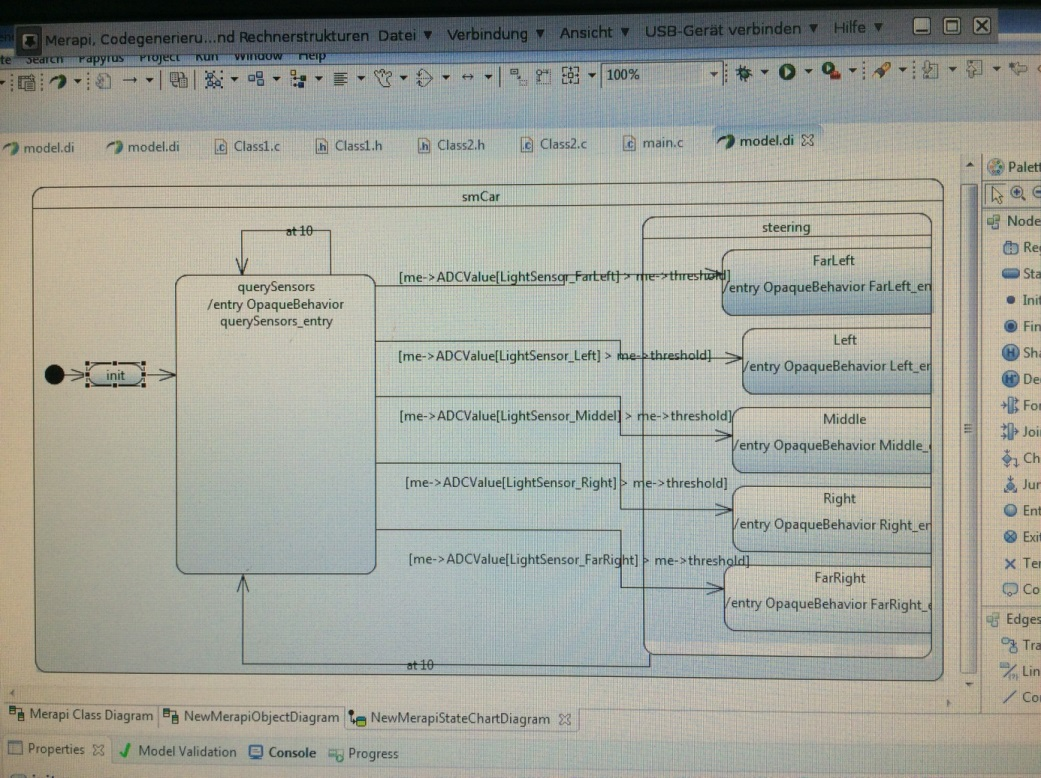 Merapi, Codegenerieru...nd Rechnerstrukturen Datei Verbindung Ansicht USB-Gerät verbinden Hilfe
Search Papyrus Project Run Window Help
100%
model.di model.di Class1.c Class1.h Class2.h Class2.c main.c model.di
smCar
steering
at 10
querySensors
/entry OpaqueBehavior
querySensors_entry
init
[me->ADCValue[LightSensor_FarLeft] > me->threshold]
FarLeft
/entry OpaqueBehavior FarLeft_en
[me->ADCValue[LightSensor_Left] > me->threshold]
Left
/entry OpaqueBehavior Left_er
[me->ADCValue[LightSensor_Middel] > me->threshold]
Middle
/entry OpaqueBehavior Middle_
[me->ADCValue[LightSensor_Right] > me->threshold]
Right
/entry OpaqueBehavior Right_er
[me->ADCValue[LightSensor_FarRight] > me->threshold]
FarRight
/entry OpaqueBehavior FarRight_
at 10
Palett
Node
Reg
Sta
Init
Fin
Sha
De
For
Joi
Ch
Jur
Ent
Exi
Ter
Co
Edges
Tra
Lin
Co
Merapi Class Diagram NewMerapiObjectDiagram NewMerapiStateChartDiagram
Properties Model Validation Console Progress